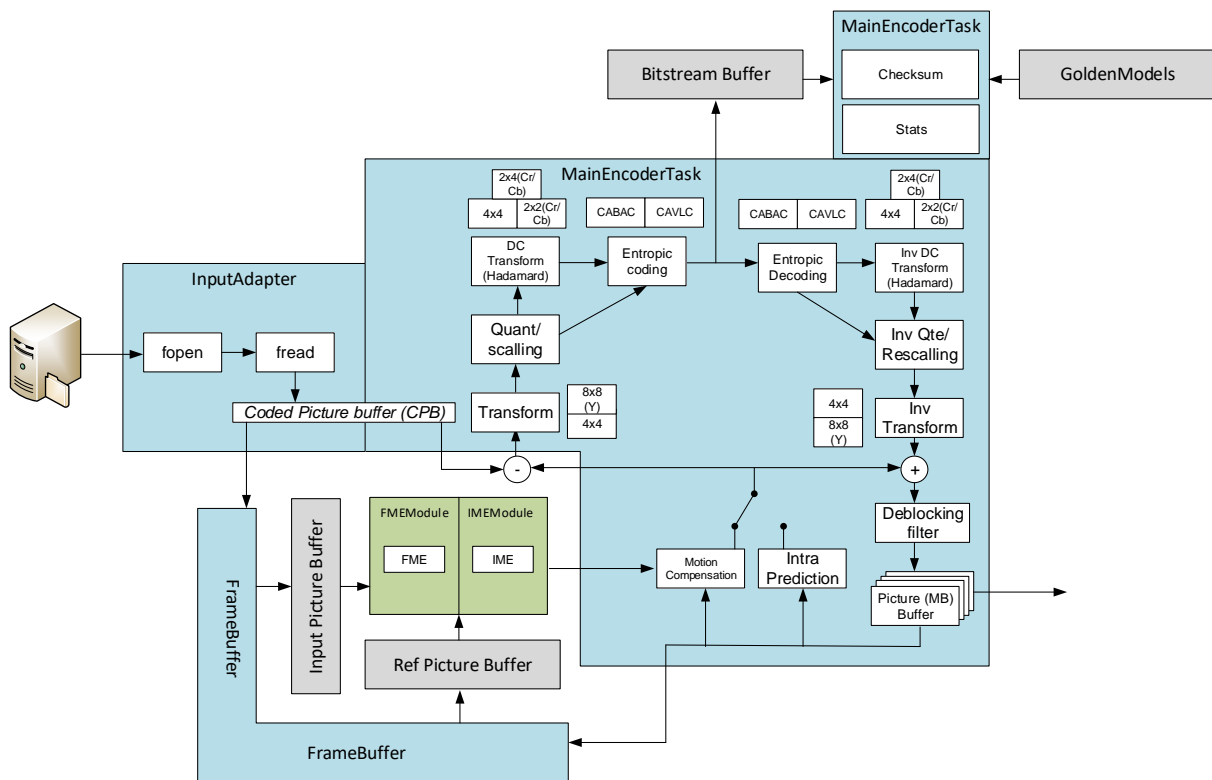 MainEncoderTask
Checksum
Stats
Bitstream Buffer
GoldenModels
MainEncoderTask
2x4(Cr/
Cb)
4x4
2x2(Cr/
Cb)
CABAC
CAVLC
CABAC
CAVLC
2x4(Cr/
Cb)
4x4
2x2(Cr/
Cb)
DC
Transform
(Hadamard)
Entropic
coding
Entropic
Decoding
Inv DC
Transform
(Hadamard)
InputAdapter
fopen
fread
Quant/
scalling
Inv Qte/
Rescalling
Coded Picture buffer (CPB)
Transform
8x8
(Y)
4x4
4x4
8x8
(Y)
Inv
Transform
-
+
Deblocking
filter
FrameBuffer
Input Picture Buffer
FMEModule
IMEModule
FME
IME
Motion
Compensation
Intra
Prediction
Picture (MB)
Buffer
Ref Picture Buffer
FrameBuffer